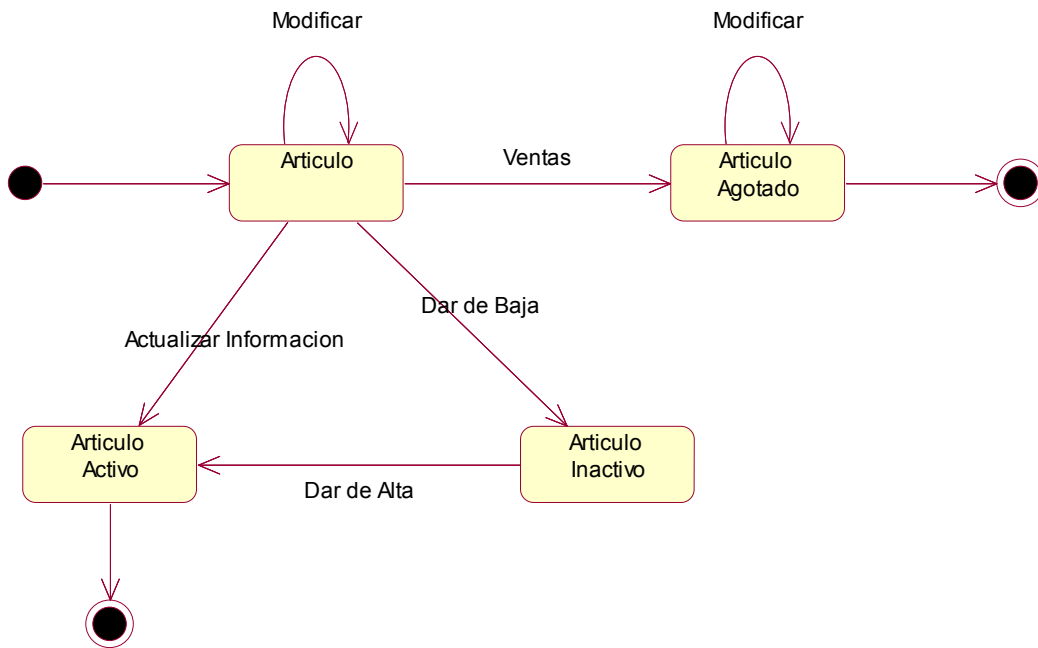 Modificar
Modificar
Articulo
Ventas
Articulo
Agotado
Dar de Baja
Actualizar Informacion
Articulo
Activo
Articulo
Inactivo
Dar de Alta